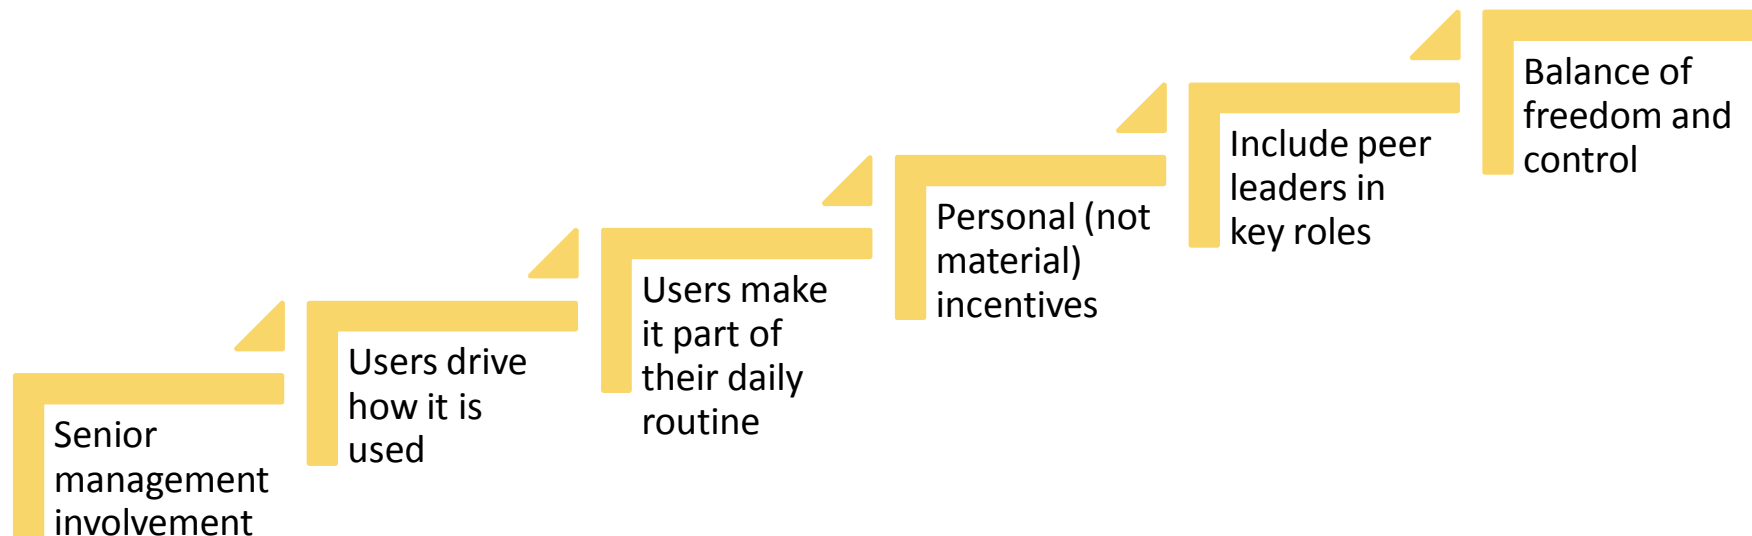 Senior
management
involvement
Users drive
how it is
used
Users make
it part of
their daily
routine
Personal (not
material)
incentives
Include peer
leaders in
key roles
Balance of
freedom and
control